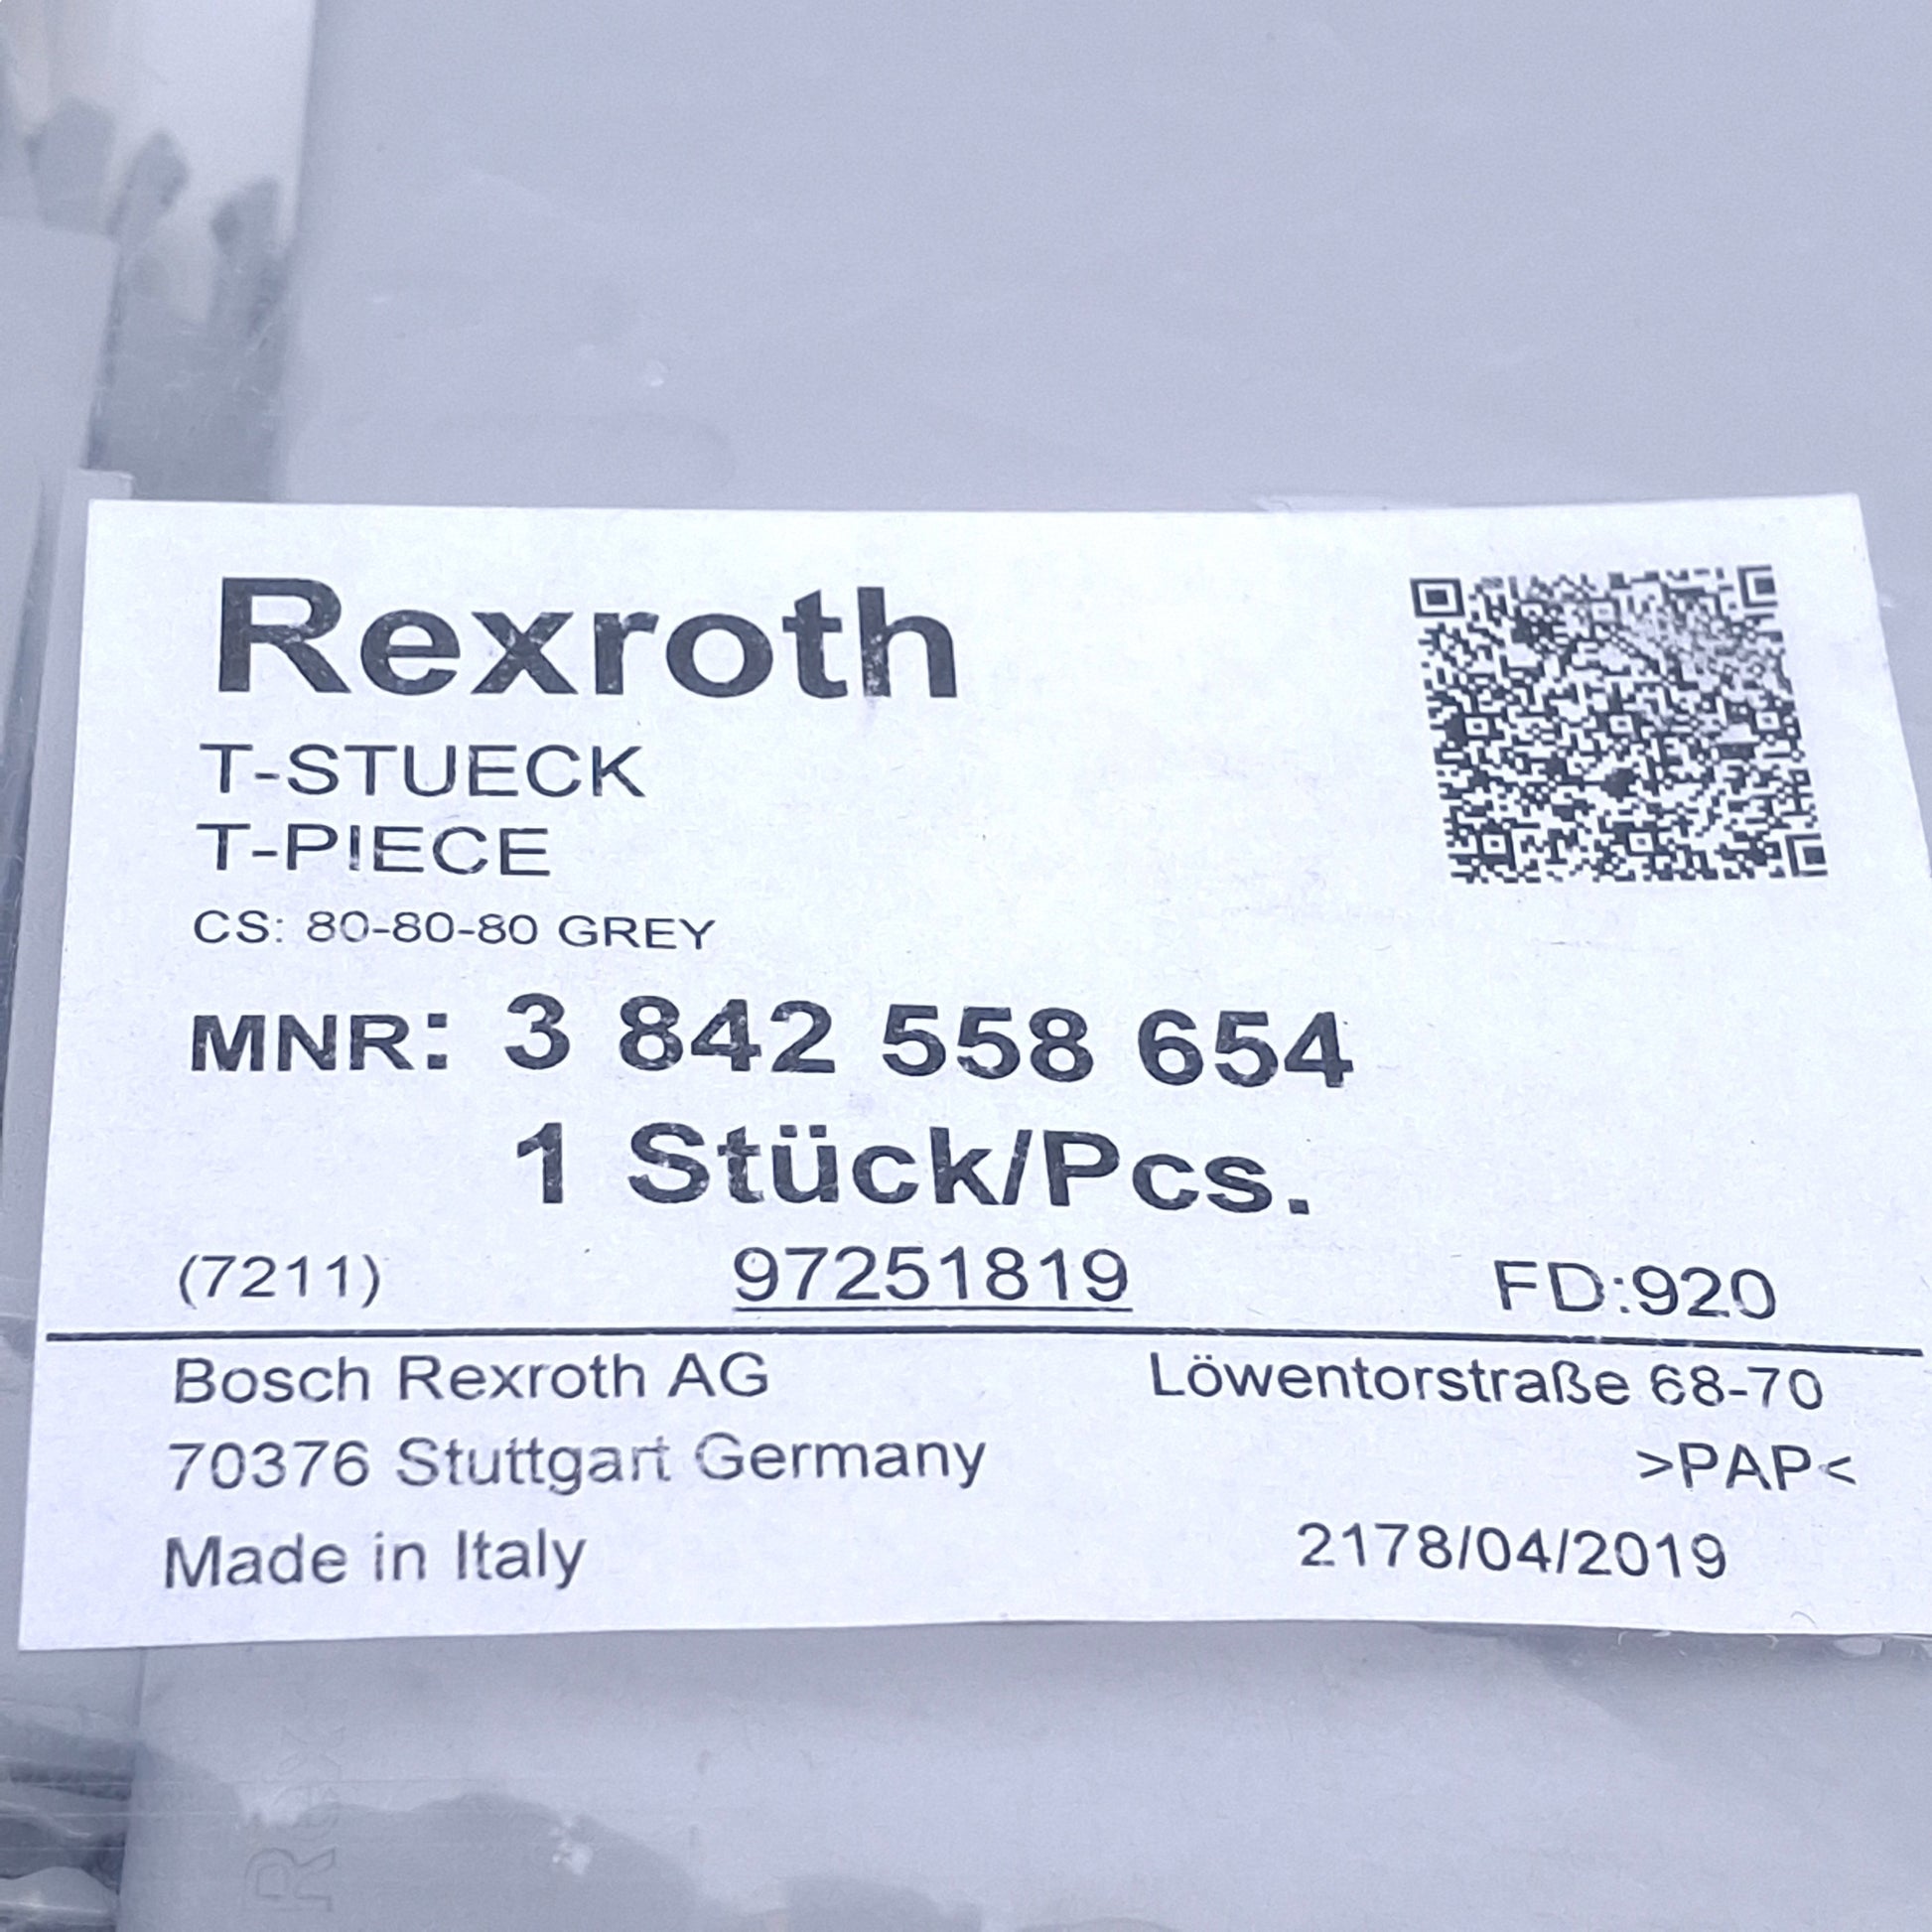 Rexroth
T-STUECK
T-PIECE
CS: 80-80-80 GREY
MNR: 3 842 558 654
1 Stück/Pcs.
(7211) 97251819 FD:920
Bosch Rexroth AG Löwentorstraße 68-70
70376 Stuttgart Germany >PAP<
Made in Italy 2178/04/2019
Rex